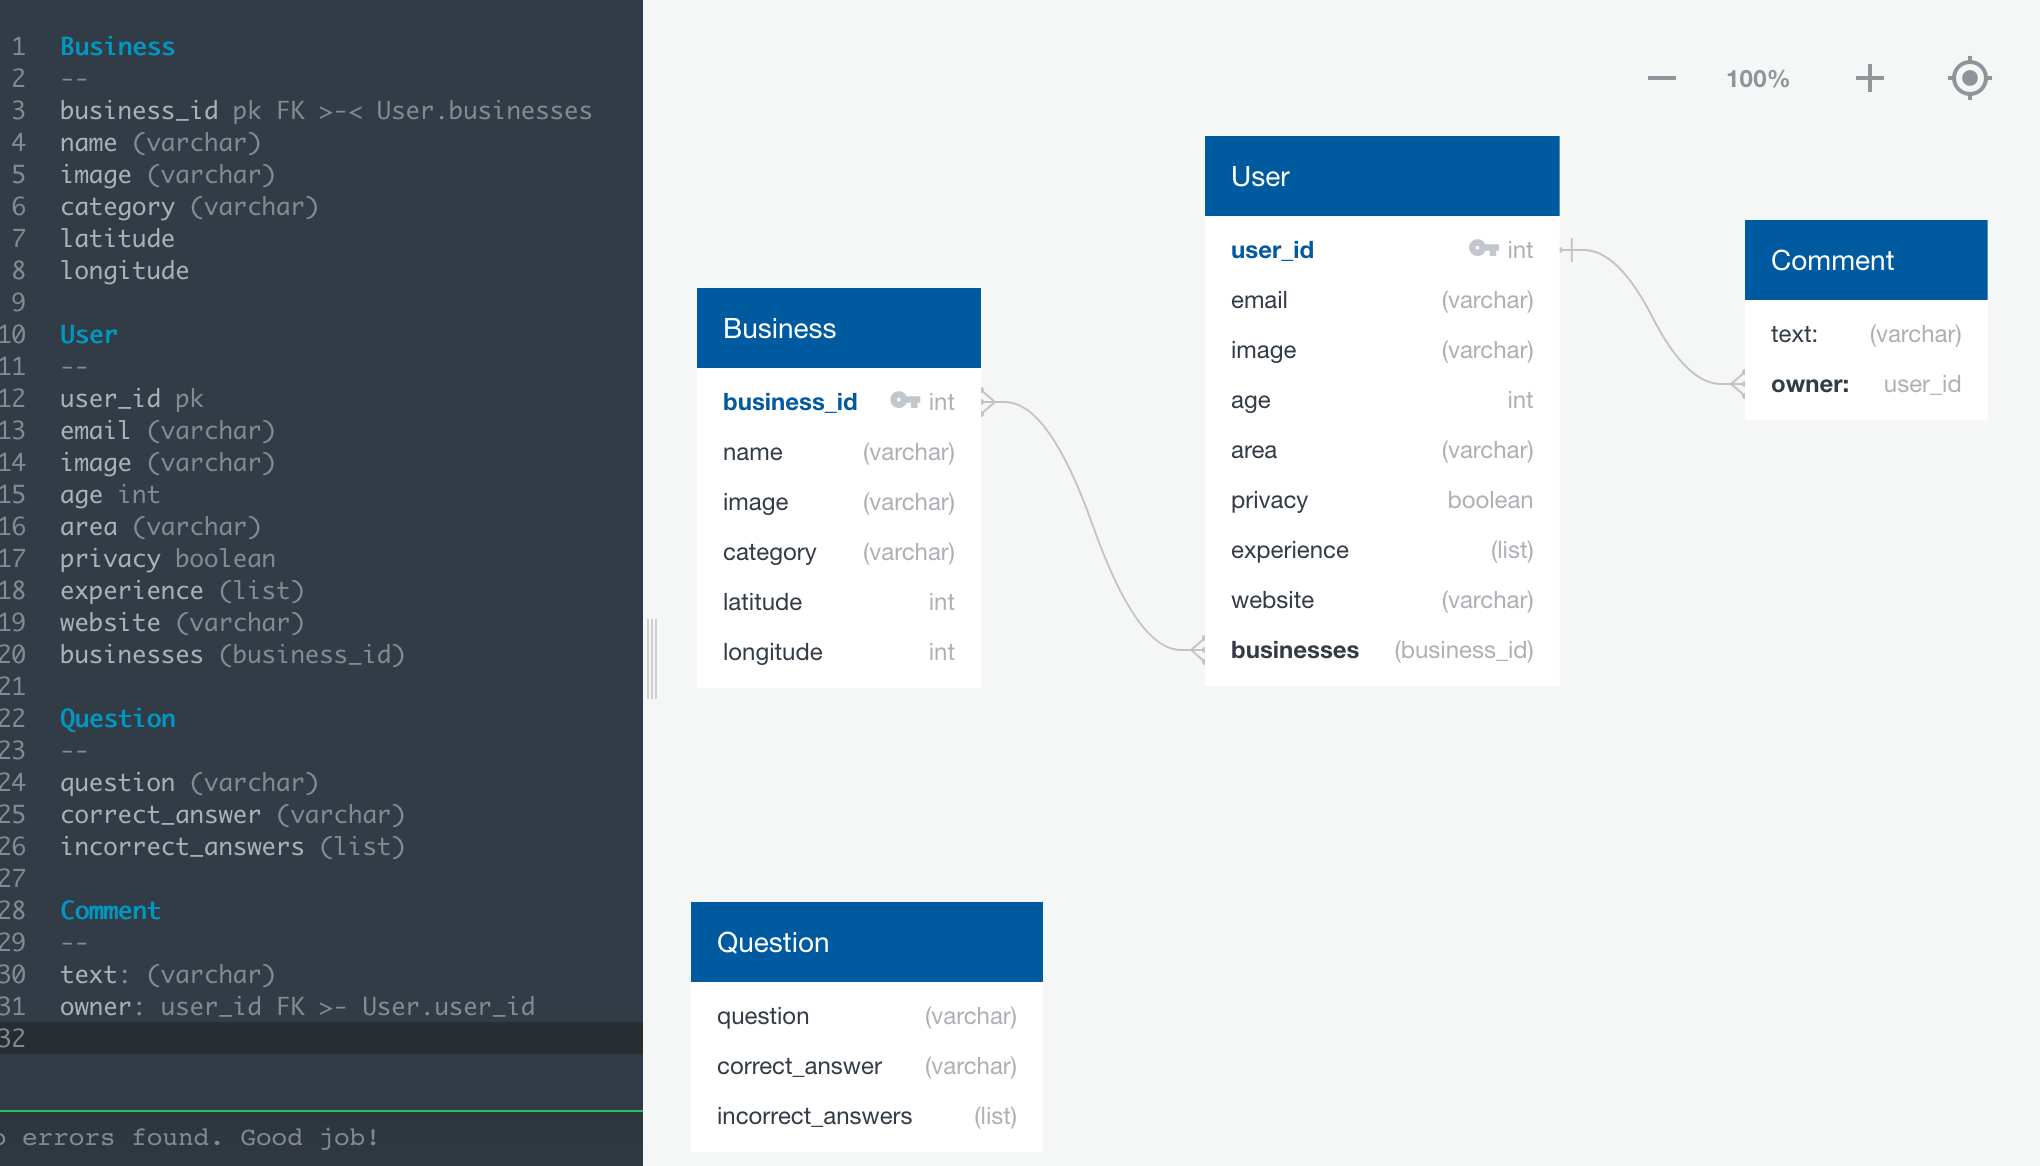 1 Business
2 --
3 business_id pk FK >-< User.businesses
4 name (varchar)
5 image (varchar)
6 category (varchar)
7 latitude
8 longitude
9
10 User
11 --
12 user_id pk
13 email (varchar)
14 image (varchar)
15 age int
16 area (varchar)
17 privacy boolean
18 experience (list)
19 website (varchar)
20 businesses (business_id)
21
22 Question
23 --
24 question (varchar)
25 correct_answer (varchar)
26 incorrect_answers (list)
27
28 Comment
29 --
30 text: (varchar)
31 owner: user_id FK >- User.user_id
32
errors found. Good job!
100%
Business
business_id int
name (varchar)
image (varchar)
category (varchar)
latitude int
longitude int
User
user_id int
email (varchar)
image (varchar)
age int
area (varchar)
privacy boolean
experience (list)
website (varchar)
businesses (business_id)
Comment
text: (varchar)
owner: user_id
Question
question (varchar)
correct_answer (varchar)
incorrect_answers (list)